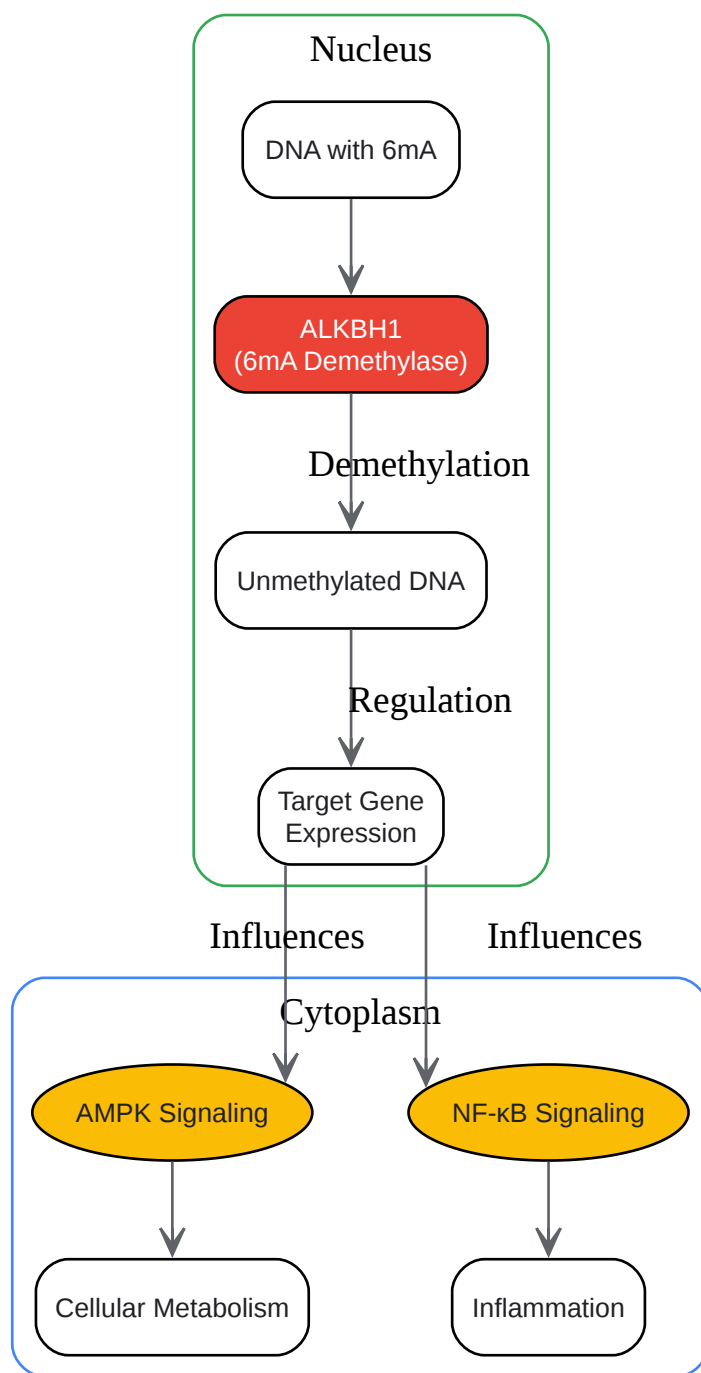 Nucleus
DNA with 6mA
ALKBH1
(6mA Demethylase)
Demethylation
Unmethylated DNA
Regulation
Target Gene
Expression
Influences
Influences
Cytoplasm
AMPK Signaling
NF-κB Signaling
Cellular Metabolism
Inflammation